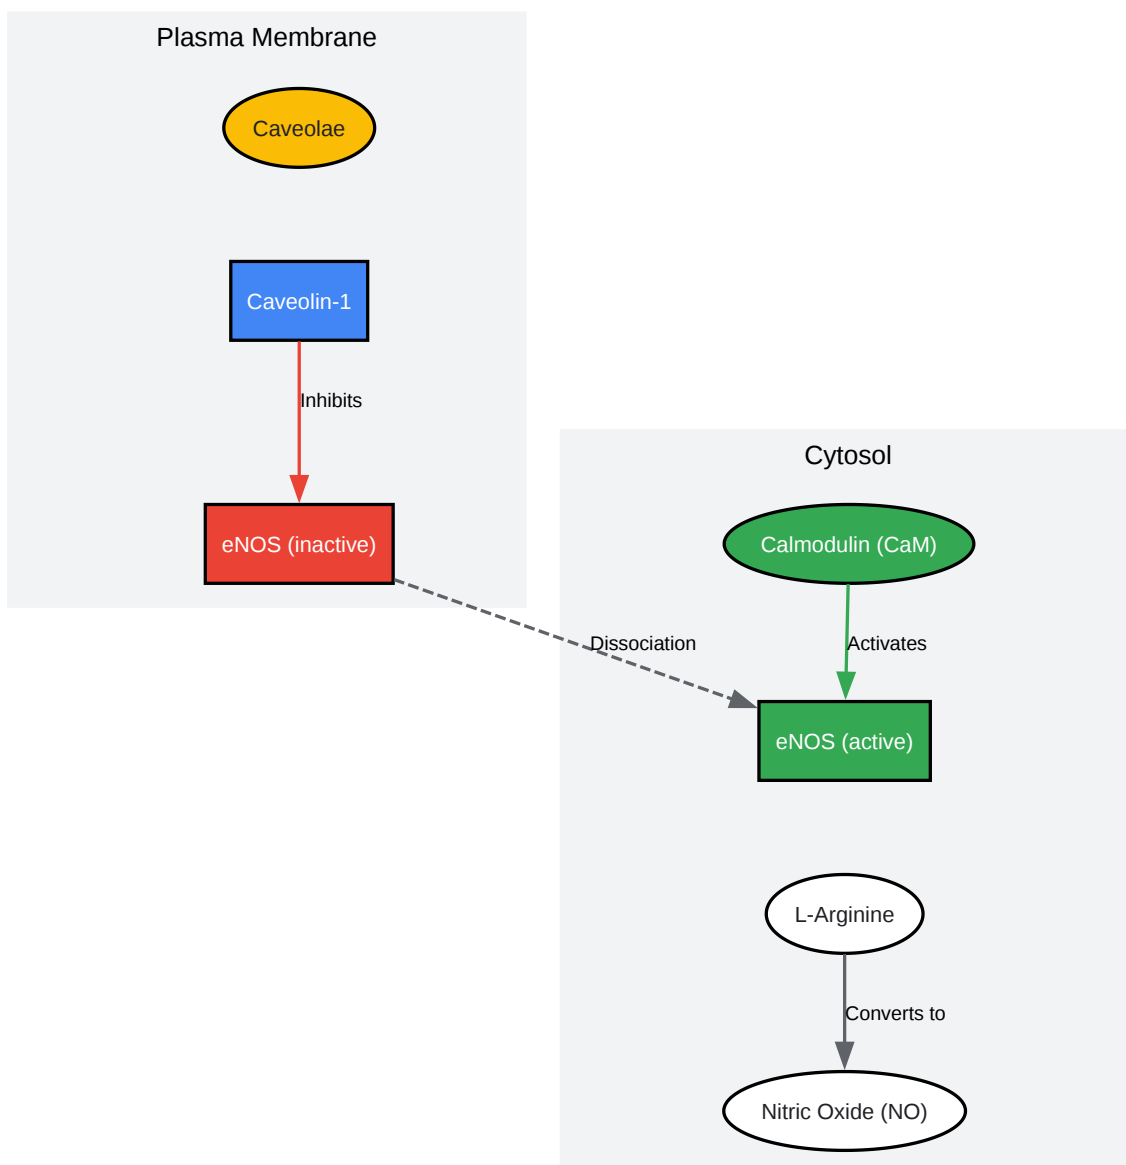 Plasma Membrane
Caveolae
Caveolin-1
Inhibits
eNOS (inactive)
Dissociation
Cytosol
Calmodulin (CaM)
Activates
eNOS (active)
L-Arginine
Converts to
Nitric Oxide (NO)